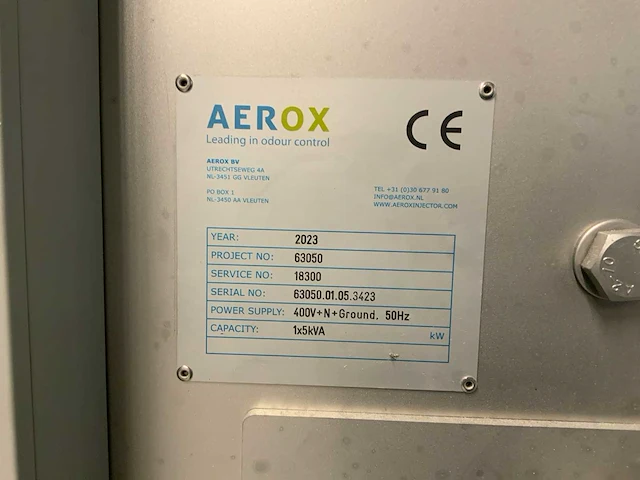 AEROX
Leading in odour control
CE
AEROX BV
UTRECHTSEWEG 4A
NL-3451 GG VLEUTEN
PO BOX 1
NL-3450 AA VLEUTEN
TEL +31 (0)30 677 91 80
INFO@AEROX.NL
WWW.AEROXINJECTOR.COM
YEAR: 2023
PROJECT NO: 63050
SERVICE NO: 18300
SERIAL NO: 63050.01.05.3423
POWER SUPPLY: 400V+N+Ground. 50Hz
CAPACITY: 1x5kVA kW